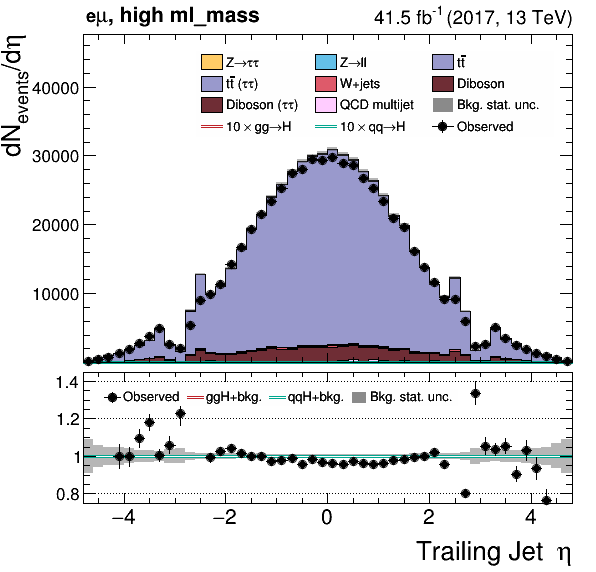 eμ, high ml_mass 41.5 fb⁻¹ (2017, 13 TeV)
dN_events/dη
Z→ττ Z→ll tt̄
tt̄ (ττ) W+jets Diboson
Diboson (ττ) QCD multijet Bkg. stat. unc.
10 × gg→H 10 × qq→H Observed
40000
30000
20000
10000
Observed ggH+bkg. qqH+bkg. Bkg. stat. unc.
1.4
1.2
1
0.8
−4 −2 0 2 4
Trailing Jet η